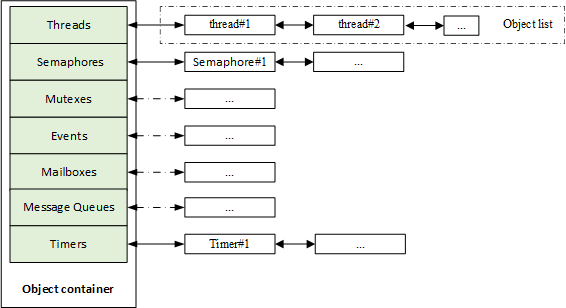 Threads
thread#1
thread#2
...
Object list
Semaphores
Semaphore#1
...
Mutexes
...
Events
...
Mailboxes
...
Message Queues
...
Timers
Timer#1
...
Object container